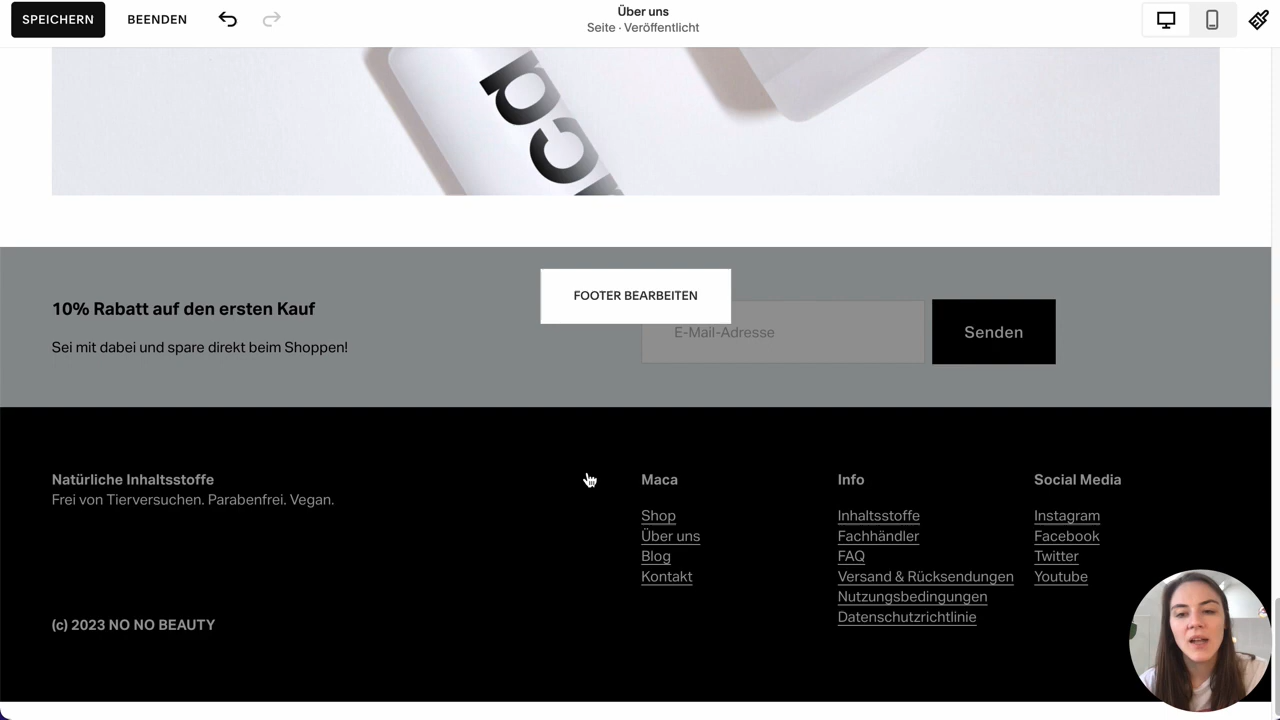 SPEICHERN
BEENDEN
Über uns
Seite · Veröffentlicht
FOOTER BEARBEITEN
10% Rabatt auf den ersten Kauf
Sei mit dabei und spare direkt beim Shoppen!
E-Mail-Adresse
Senden
Natürliche Inhaltsstoffe
Frei von Tierversuchen. Parabenfrei. Vegan.
(c) 2023 NO NO BEAUTY
Maca
Shop
Über uns
Blog
Kontakt
Info
Inhaltsstoffe
Fachhändler
FAQ
Versand & Rücksendungen
Nutzungsbedingungen
Datenschutzrichtlinie
Social Media
Instagram
Facebook
Twitter
Youtube